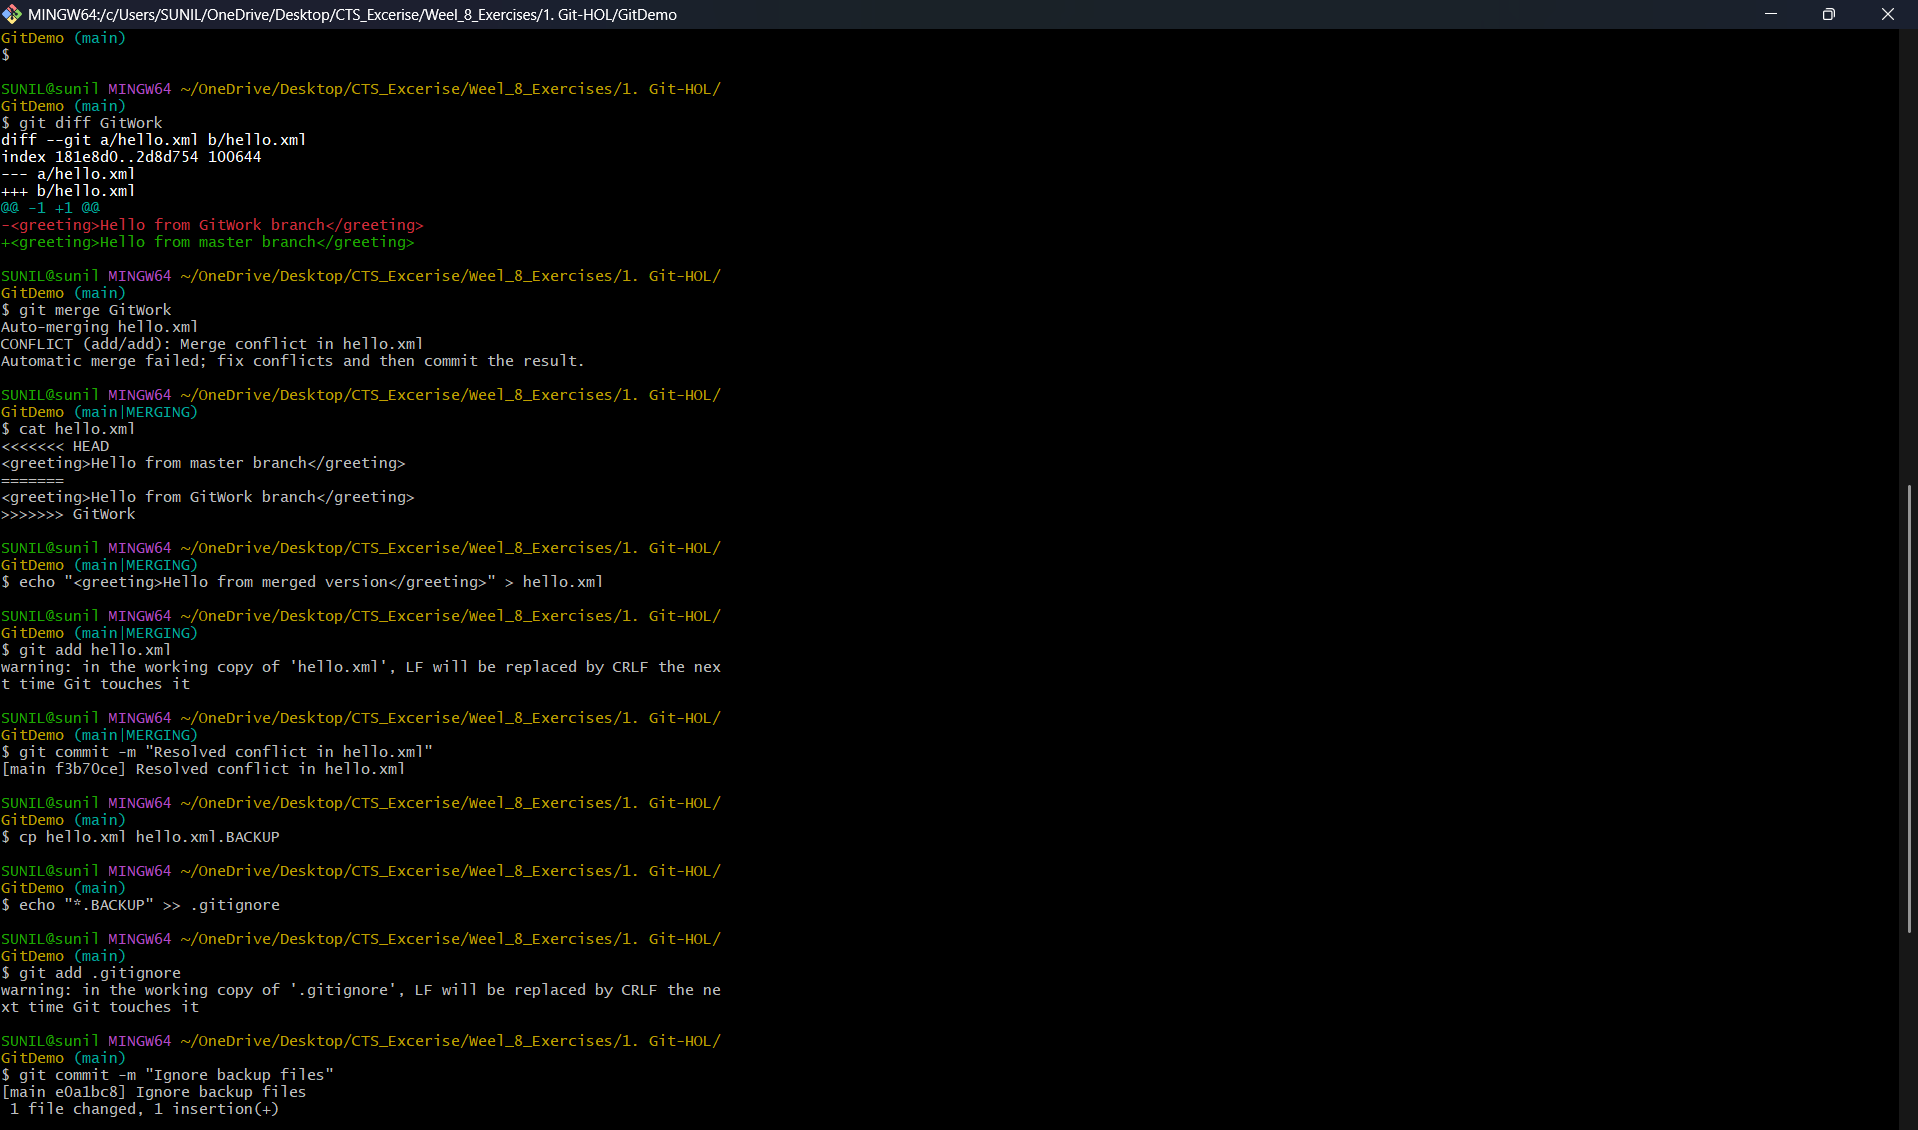 MINGW64:/c/Users/SUNIL/OneDrive/Desktop/CTS_Excerise/Weel_8_Exercises/1. Git-HOL/GitDemo
GitDemo (main)
$
SUNIL@sunil MINGW64 ~/OneDrive/Desktop/CTS_Excerise/Weel_8_Exercises/1. Git-HOL/
GitDemo (main)
$ git diff GitWork
diff --git a/hello.xml b/hello.xml
index 181e8d0..2d8d754 100644
--- a/hello.xml
+++ b/hello.xml
@@ -1 +1 @@
-<greeting>Hello from GitWork branch</greeting>
+<greeting>Hello from master branch</greeting>
SUNIL@sunil MINGW64 ~/OneDrive/Desktop/CTS_Excerise/Weel_8_Exercises/1. Git-HOL/
GitDemo (main)
$ git merge GitWork
Auto-merging hello.xml
CONFLICT (add/add): Merge conflict in hello.xml
Automatic merge failed; fix conflicts and then commit the result.
SUNIL@sunil MINGW64 ~/OneDrive/Desktop/CTS_Excerise/Weel_8_Exercises/1. Git-HOL/
GitDemo (main|MERGING)
$ cat hello.xml
<<<<<<< HEAD
<greeting>Hello from master branch</greeting>
=======
<greeting>Hello from GitWork branch</greeting>
>>>>>>> GitWork
SUNIL@sunil MINGW64 ~/OneDrive/Desktop/CTS_Excerise/Weel_8_Exercises/1. Git-HOL/
GitDemo (main|MERGING)
$ echo "<greeting>Hello from merged version</greeting>" > hello.xml
SUNIL@sunil MINGW64 ~/OneDrive/Desktop/CTS_Excerise/Weel_8_Exercises/1. Git-HOL/
GitDemo (main|MERGING)
$ git add hello.xml
warning: in the working copy of 'hello.xml', LF will be replaced by CRLF the nex
t time Git touches it
SUNIL@sunil MINGW64 ~/OneDrive/Desktop/CTS_Excerise/Weel_8_Exercises/1. Git-HOL/
GitDemo (main|MERGING)
$ git commit -m "Resolved conflict in hello.xml"
[main f3b70ce] Resolved conflict in hello.xml
SUNIL@sunil MINGW64 ~/OneDrive/Desktop/CTS_Excerise/Weel_8_Exercises/1. Git-HOL/
GitDemo (main)
$ cp hello.xml hello.xml.BACKUP
SUNIL@sunil MINGW64 ~/OneDrive/Desktop/CTS_Excerise/Weel_8_Exercises/1. Git-HOL/
GitDemo (main)
$ echo "*.BACKUP" >> .gitignore
SUNIL@sunil MINGW64 ~/OneDrive/Desktop/CTS_Excerise/Weel_8_Exercises/1. Git-HOL/
GitDemo (main)
$ git add .gitignore
warning: in the working copy of '.gitignore', LF will be replaced by CRLF the ne
xt time Git touches it
SUNIL@sunil MINGW64 ~/OneDrive/Desktop/CTS_Excerise/Weel_8_Exercises/1. Git-HOL/
GitDemo (main)
$ git commit -m "Ignore backup files"
[main e0a1bc8] Ignore backup files
 1 file changed, 1 insertion(+)